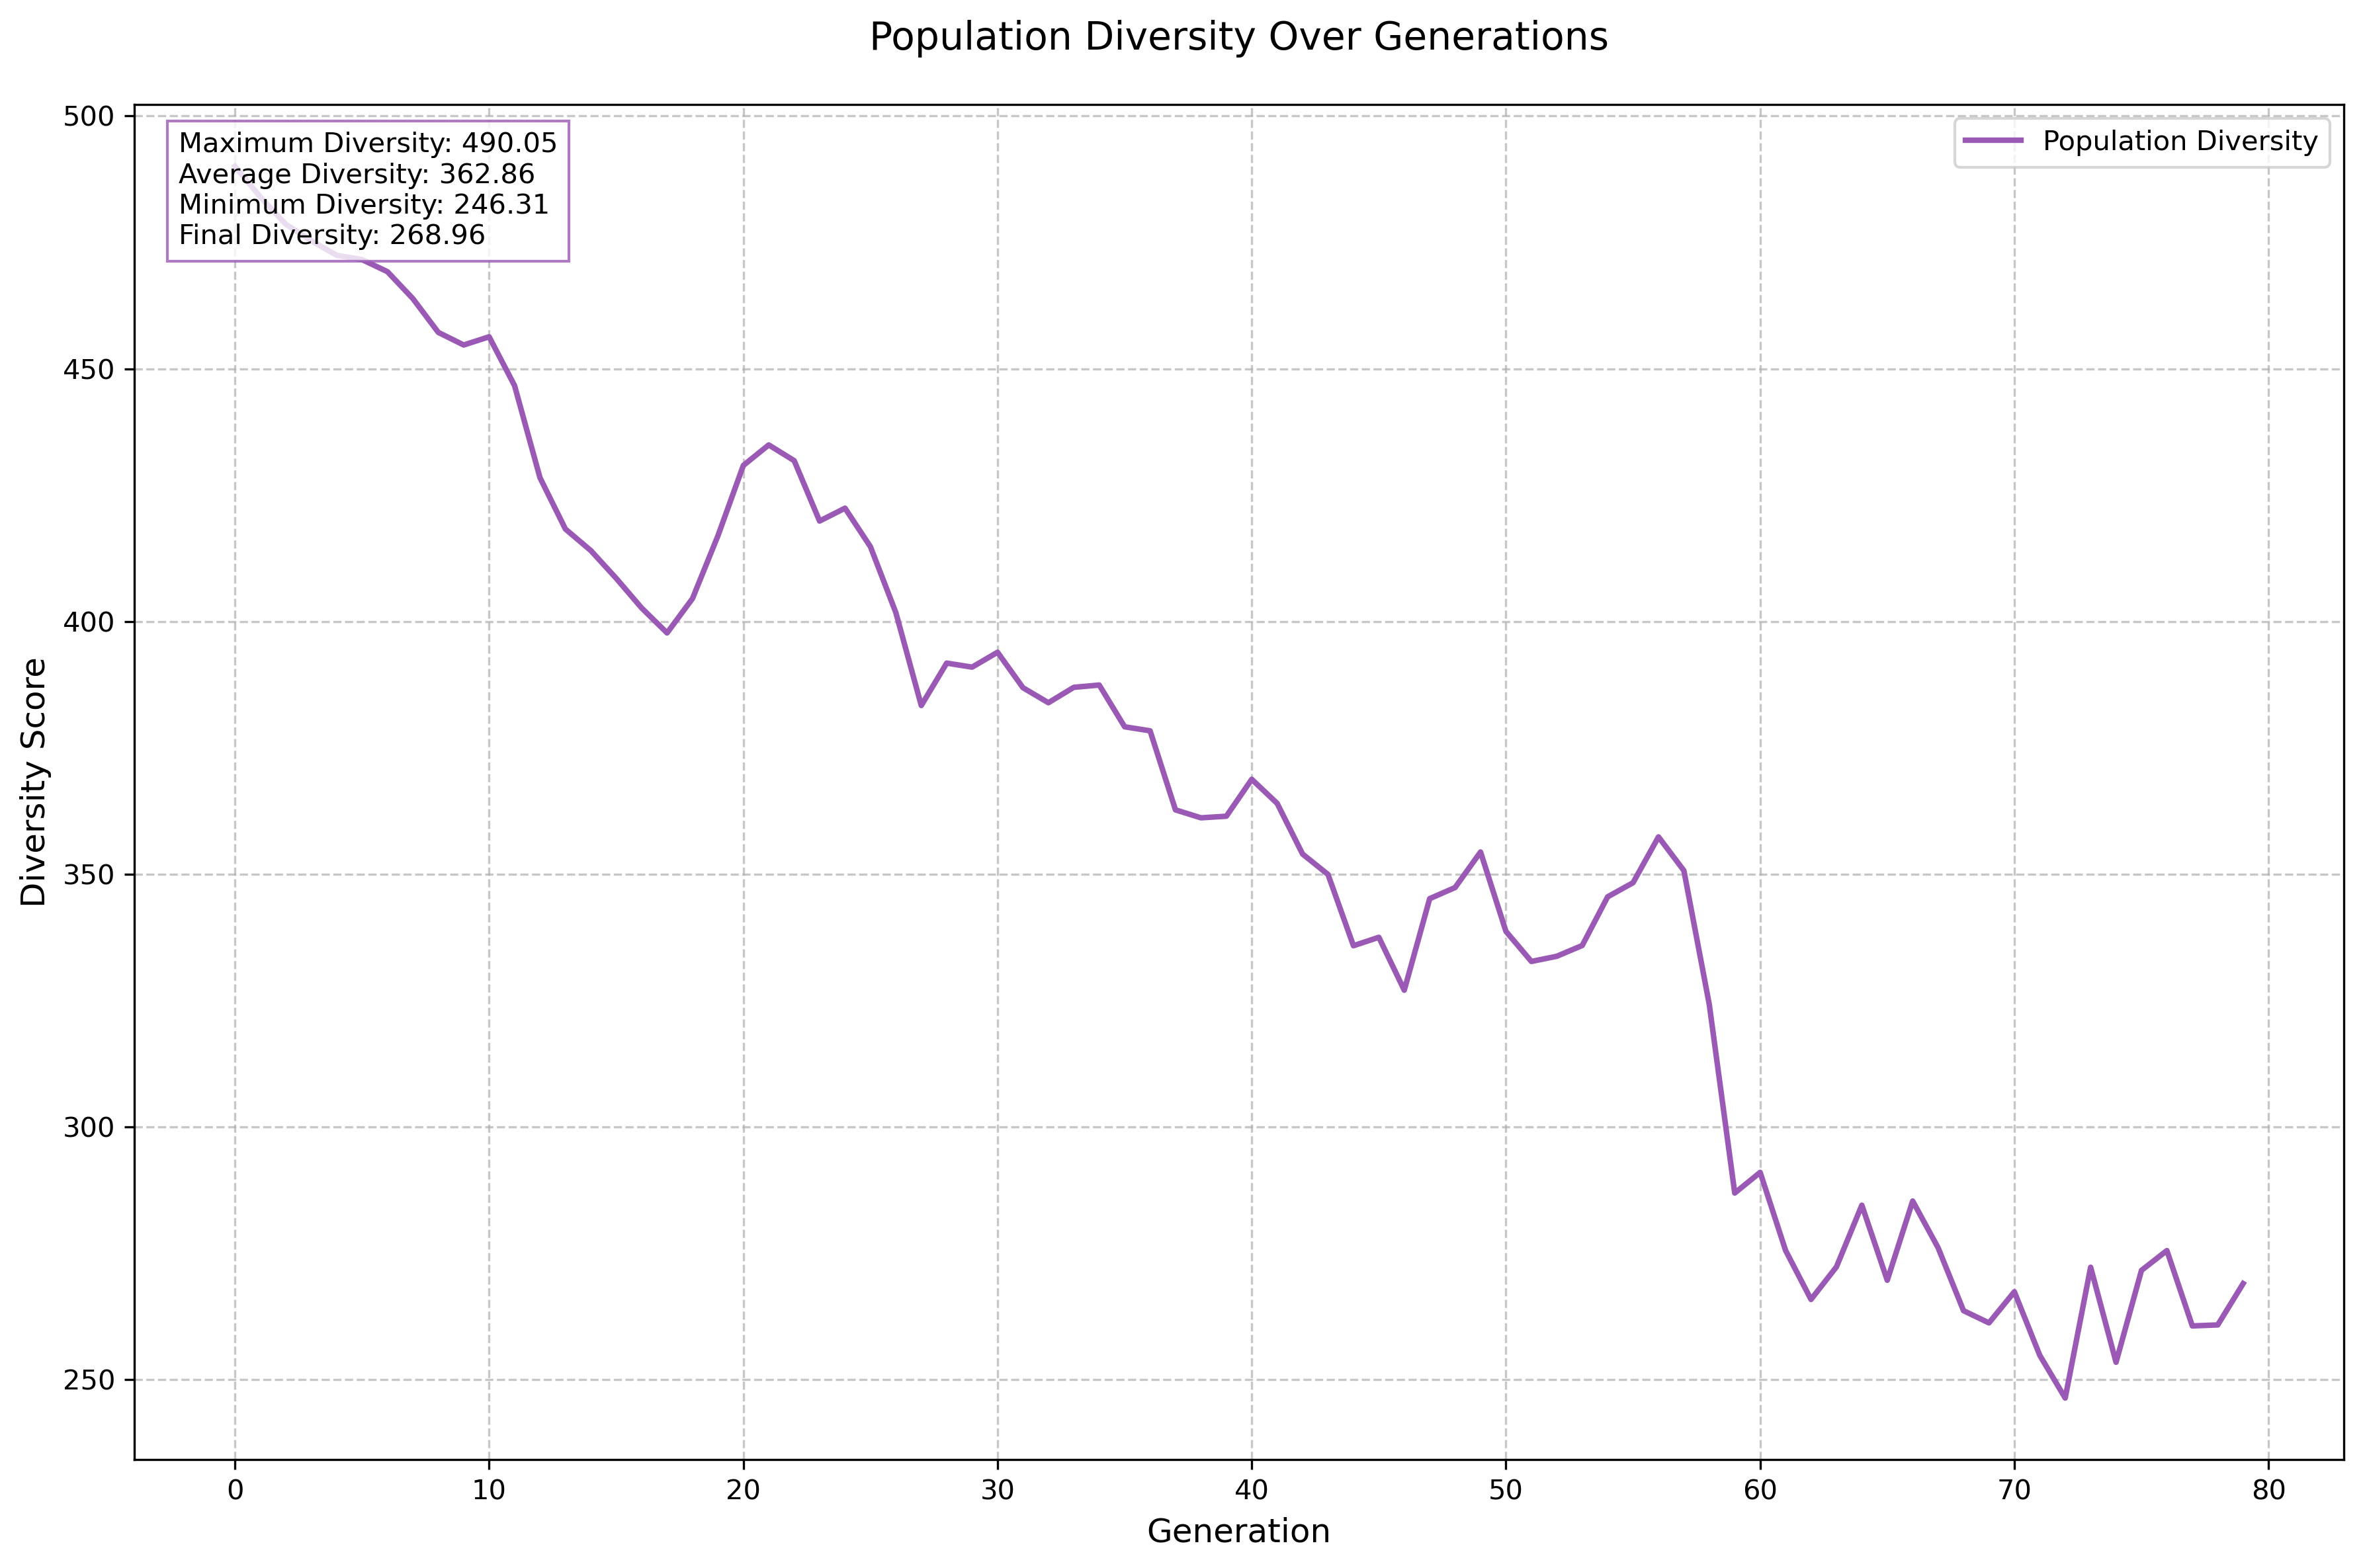 Population Diversity Over Generations
500
Maximum Diversity: 490.05
Average Diversity: 362.86
Minimum Diversity: 246.31
Final Diversity: 268.96
Population Diversity
450
400
350
300
250
Diversity Score
0 10 20 30 40 50 60 70 80
Generation